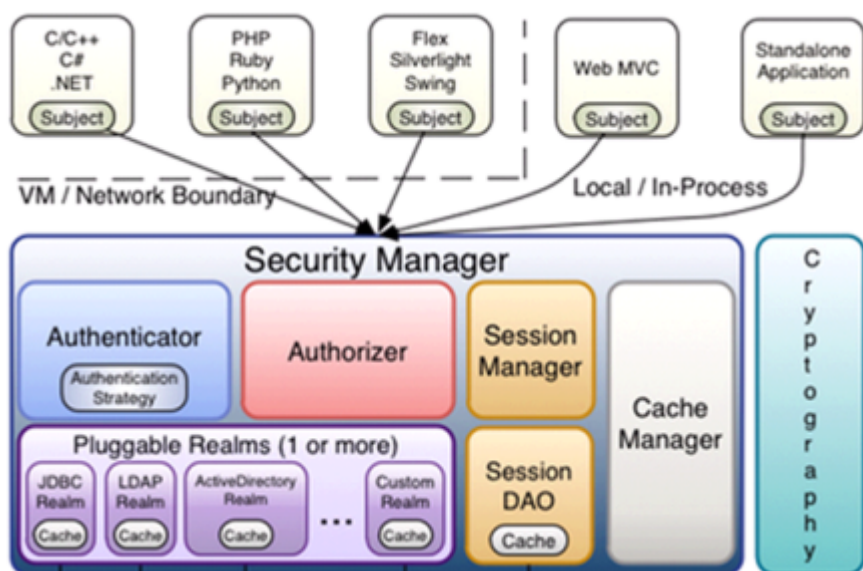 C/C++
C#
.NET
Subject
PHP
Ruby
Python
Subject
Flex
Silverlight
Swing
Subject
Web MVC
Subject
Standalone
Application
Subject
VM / Network Boundary
Local / In-Process
Security Manager
Authenticator
Authentication
Strategy
Authorizer
Session
Manager
Cache
Manager
Pluggable Realms (1 or more)
JDBC
Realm
Cache
LDAP
Realm
Cache
ActiveDirectory
Realm
Cache
...
Custom
Realm
Cache
Session
DAO
Cache
Cryptography